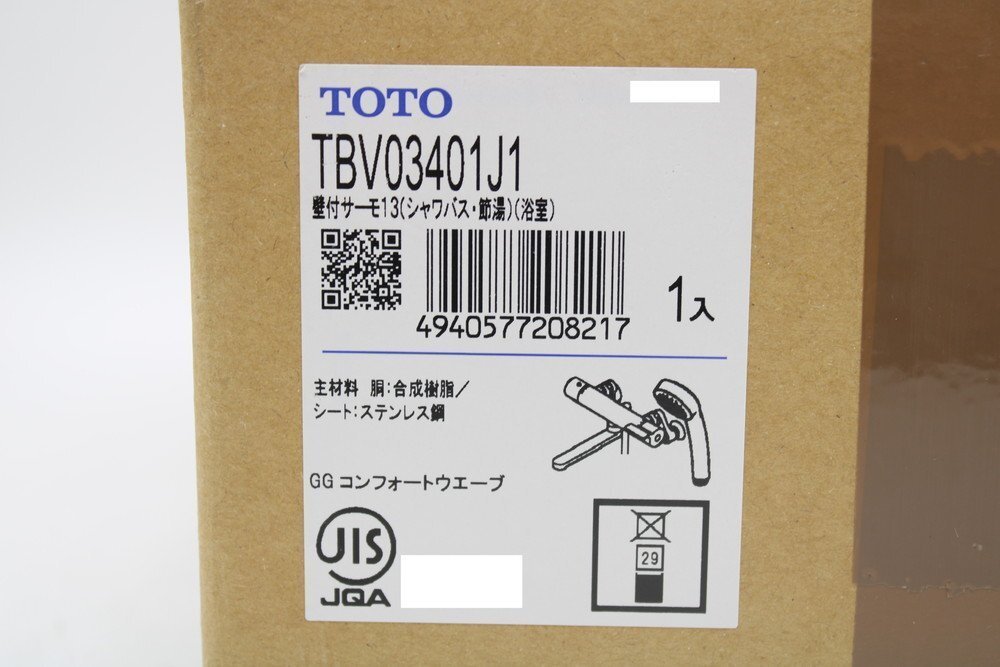 TOTO
TBV03401J1
壁付サーモ13(シャワバス・節湯)(浴室)
4940577208217
1入
主材料 胴:合成樹脂/
シート:ステンレス鋼
GG コンフォートウエーブ
JIS
JQA
29